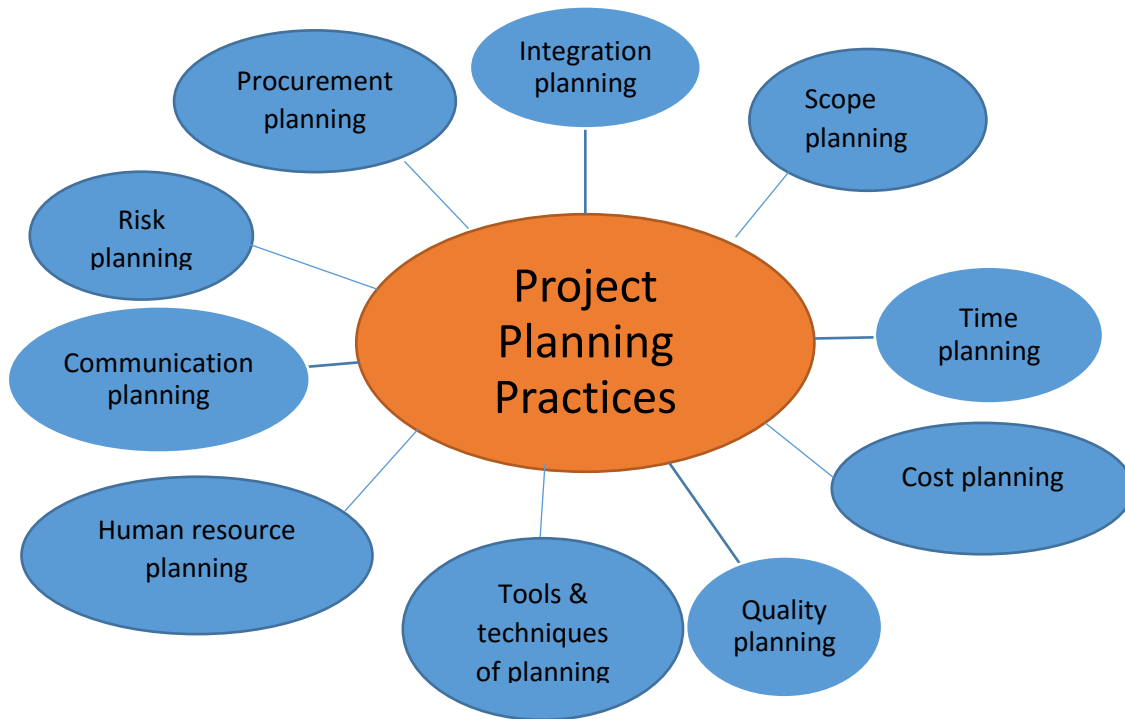 Integration
planning
Procurement
planning
Scope
planning
Risk
planning
Project
Planning
Practices
Time
planning
Communication
planning
Cost planning
Human resource
planning
Tools &
techniques
of planning
Quality
planning